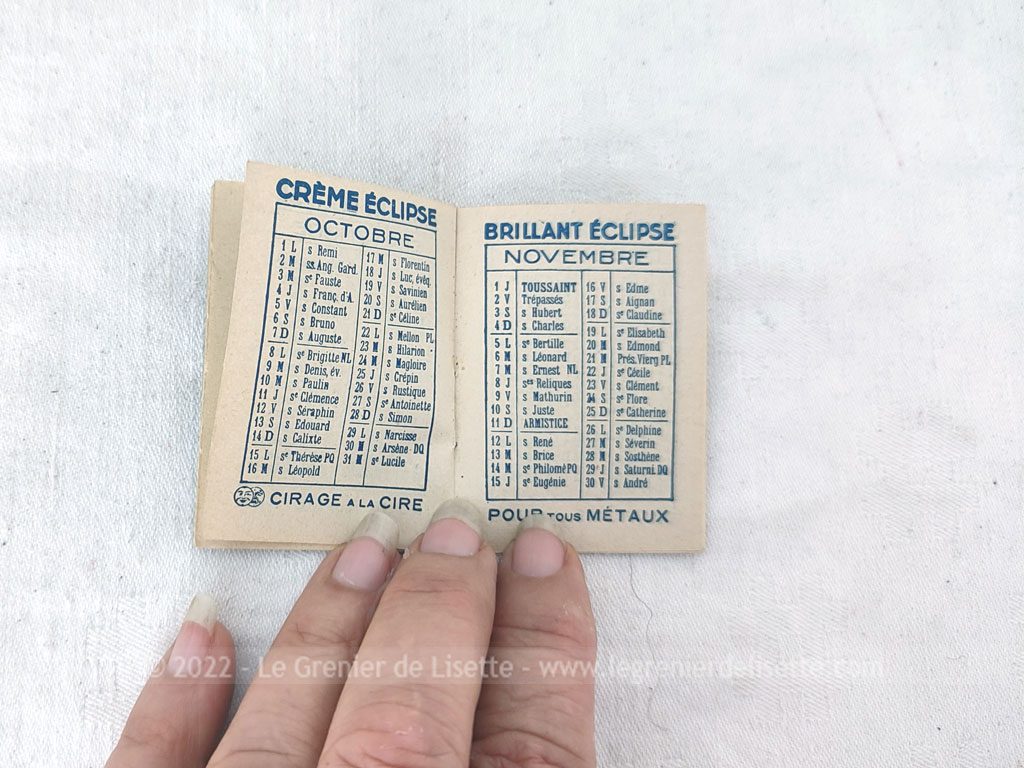 CRÈME ÉCLIPSE
OCTOBRE
1 L s Remi
2 M ss. Ang. Gard.
3 M se Fauste
4 J s Franç. d'A.
5 V s Constant
6 S s Bruno
7 D s Auguste
8 L se Brigitte NL
9 M s Denis, év.
10 M s Paulin
11 J se Clémence
12 V s Séraphin
13 S s Edouard
14 D s Calixte
15 L se Thérèse PQ
16 M s Léopold
17 M s Florentin
18 J s Luc, évêq.
19 V s Savinien
20 S s Aurélien
21 D se Céline
22 L s Mellon PL
23 M s Hilarion
24 M s Magloire
25 J s Crépin
26 V s Rustique
27 S se Antoinette
28 D s Simon
29 L s Narcisse
30 M s Arsène DQ
31 M se Lucile
CIRAGE A LA CIRE
BRILLANT ÉCLIPSE
NOVEMBRE
1 J TOUSSAINT
2 V Trépassés
3 S s Hubert
4 D s Charles
5 L se Bertille
6 M s Léonard
7 M s Ernest NL
8 J ses Reliques
9 V s Mathurin
10 S s Juste
11 D ARMISTICE
12 L s René
13 M s Brice
14 M se Philomè PQ
15 J se Eugénie
16 V s Edme
17 S s Aignan
18 D se Claudine
19 L se Elisabeth
20 M s Edmond
21 M Prés. Vierg PL
22 J se Cécile
23 V s Clément
24 S se Flore
25 D se Catherine
26 L se Delphine
27 M s Séverin
28 M s Sosthène
29 J s Saturni. DQ
30 V s André
POUR TOUS MÉTAUX
© 2022 - Le Grenier de Lisette - www.legrenierdelisette.com